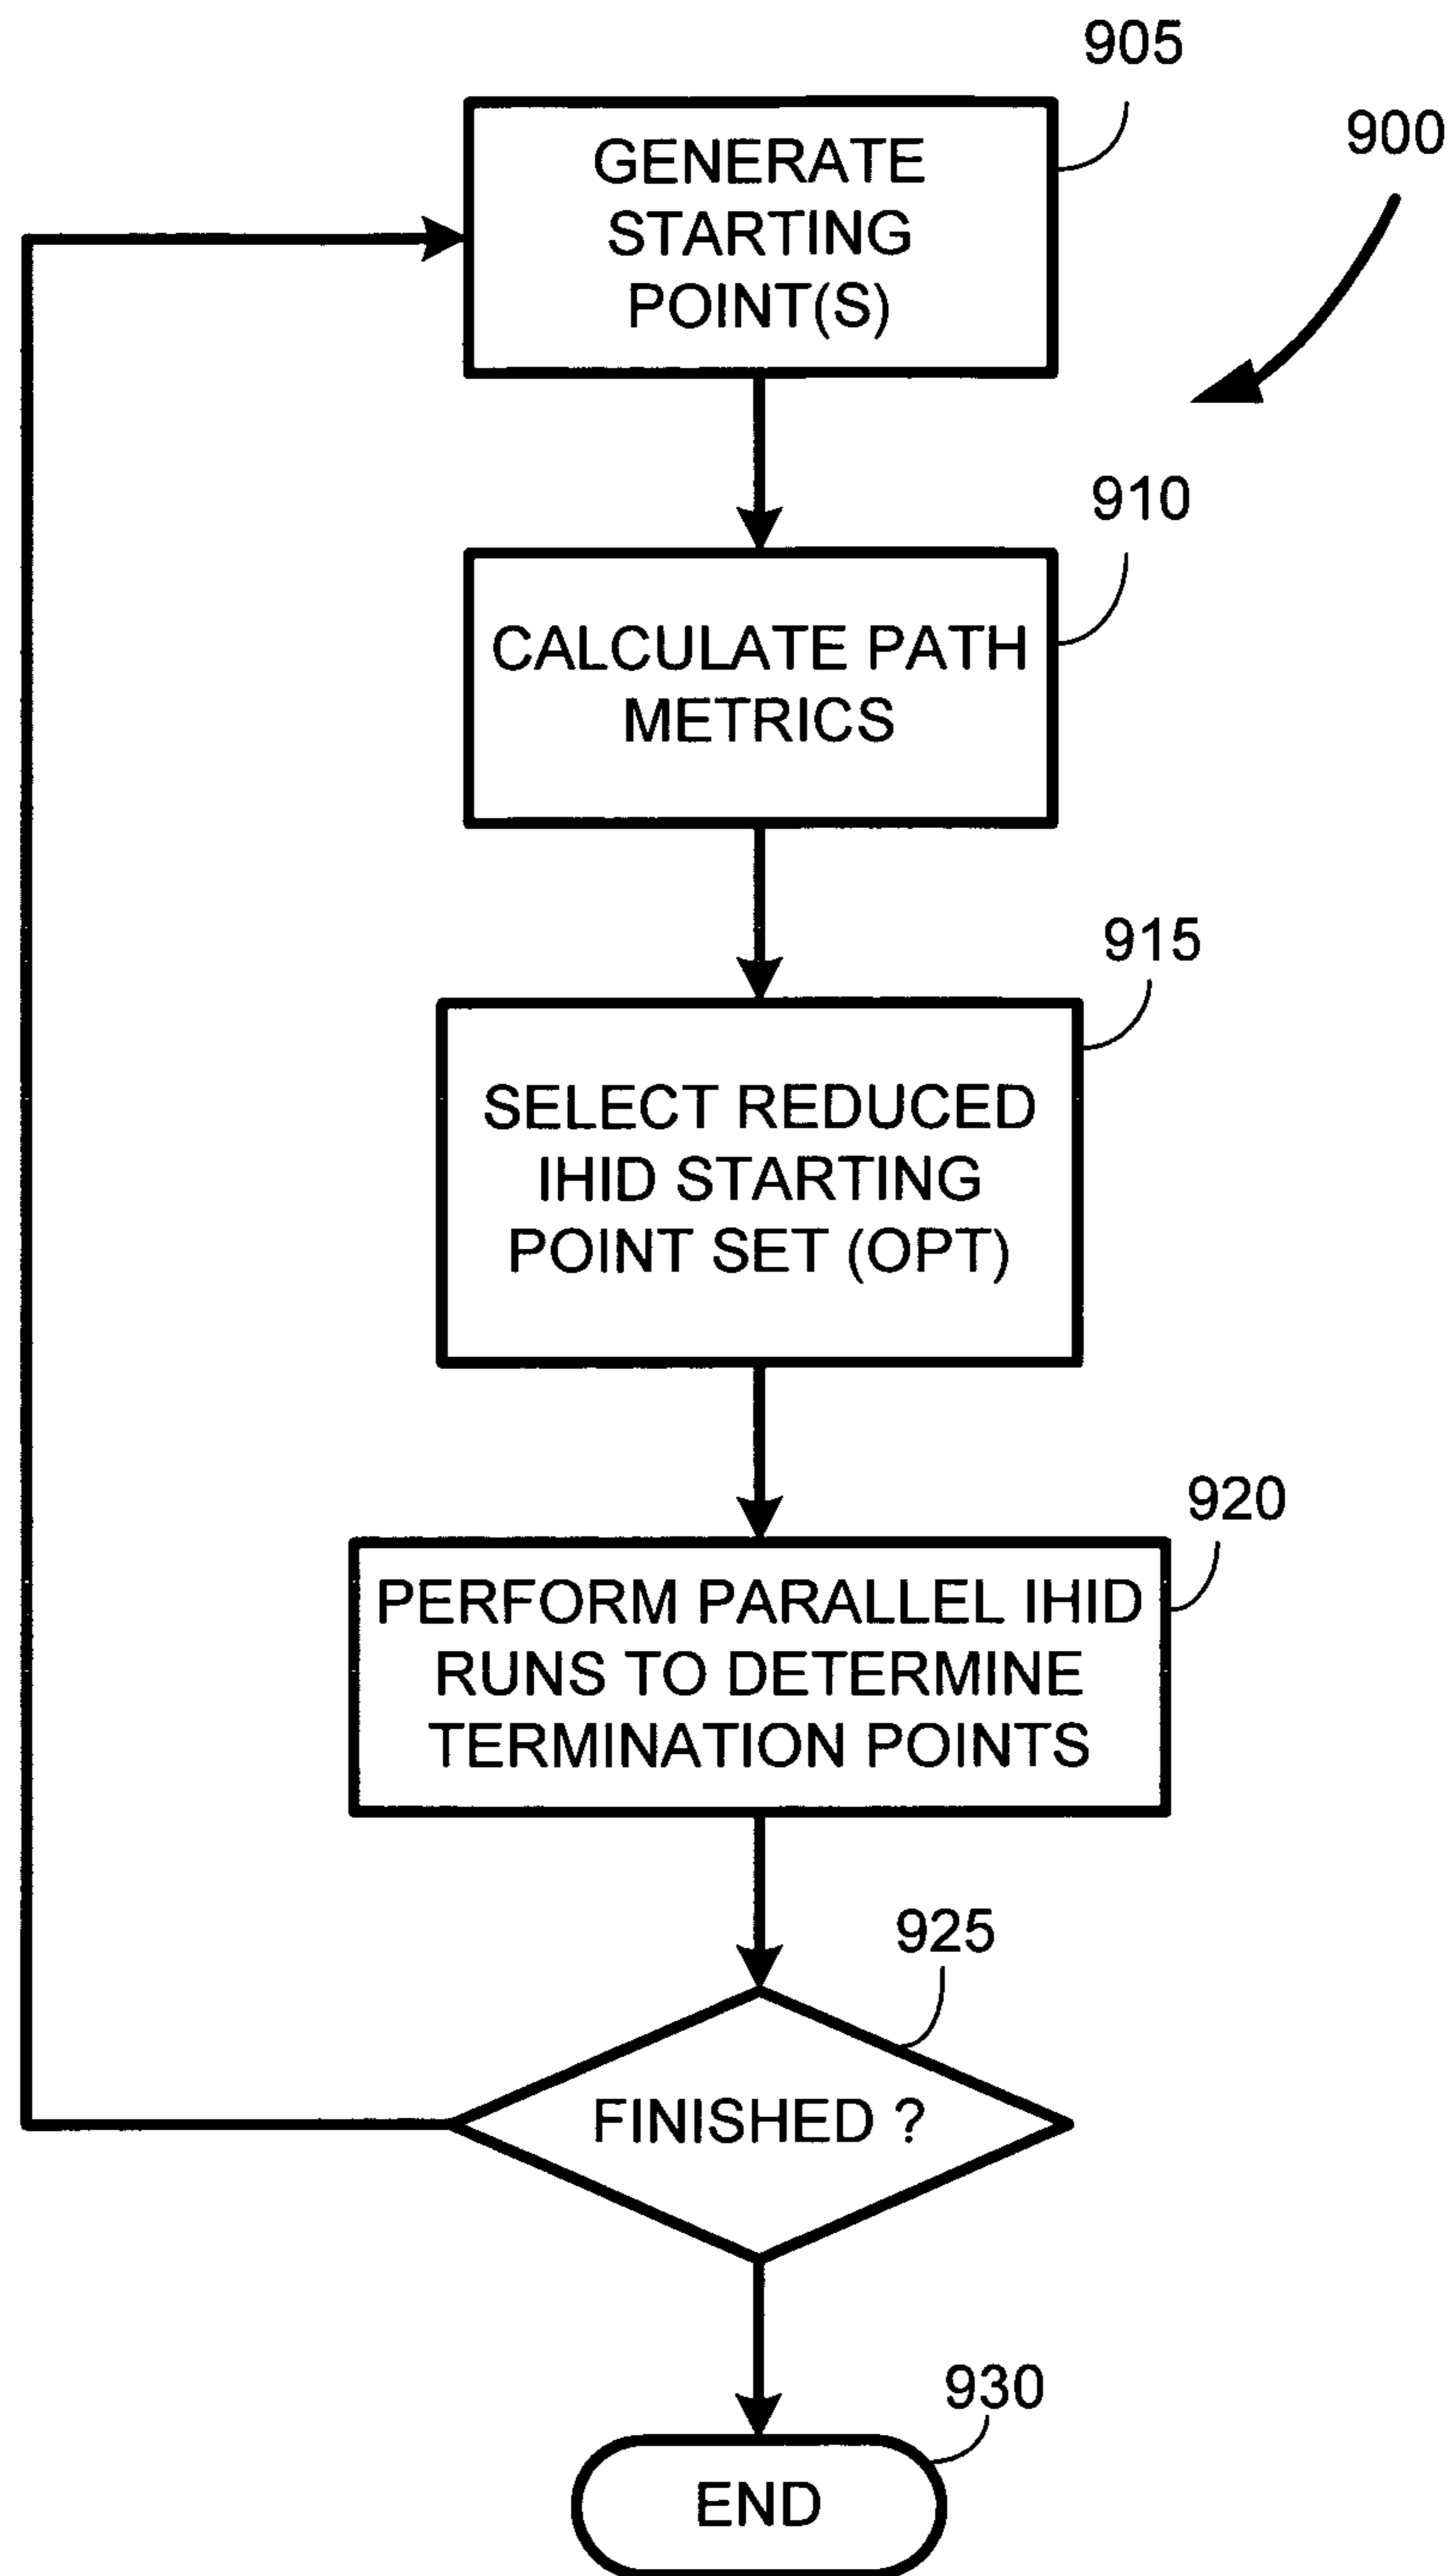 905
900
GENERATE
STARTING
POINT(S)
910
CALCULATE PATH
METRICS
915
SELECT REDUCED
IHID STARTING
POINT SET (OPT)
920
PERFORM PARALLEL IHID
RUNS TO DETERMINE
TERMINATION POINTS
925
FINISHED ?
930
END